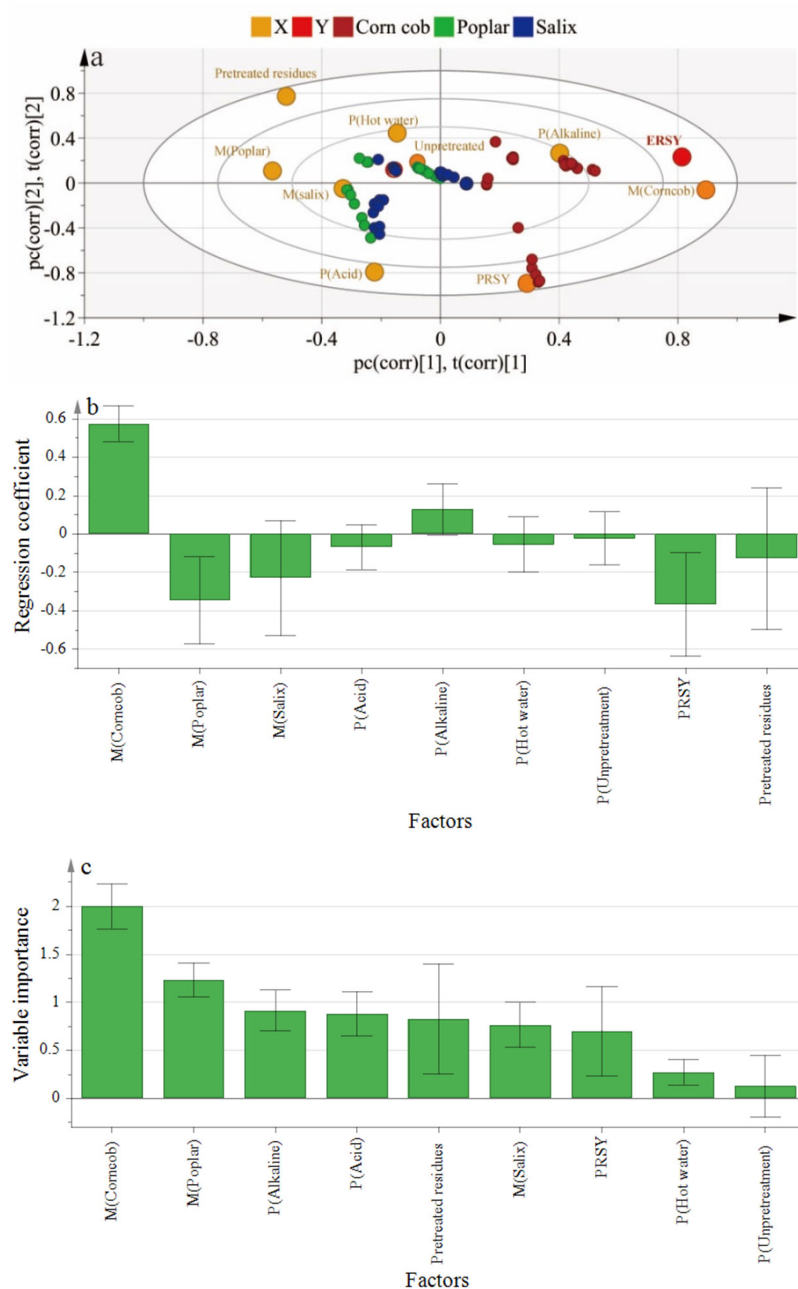 X Y Corn cob Poplar Salix
a
Pretreated residues
0.8
P(Hot water)
P(Alkaline)
0.4
ERSY
M(Poplar)
Unpretreated
0
M(salix)
M(Corncob)
-0.4
P(Acid)
PRSY
-0.8
-1.2
-1.2 -0.8 -0.4 0 0.4 0.8
pc(corr)[2], t(corr)[2]
pc(corr)[1], t(corr)[1]
b
0.6
0.4
0.2
0
-0.2
-0.4
-0.6
Regression coefficient
M(Corncob)
M(Poplar)
M(Salix)
P(Acid)
P(Alkaline)
P(Hot water)
P(Unpretreatment)
PRSY
Pretreated residues
Factors
c
2
1.5
1
0.5
0
Variable importance
M(Corncob)
M(Poplar)
P(Alkaline)
P(Acid)
Pretreated residues
M(Salix)
PRSY
P(Hot water)
P(Unpretreatment)
Factors